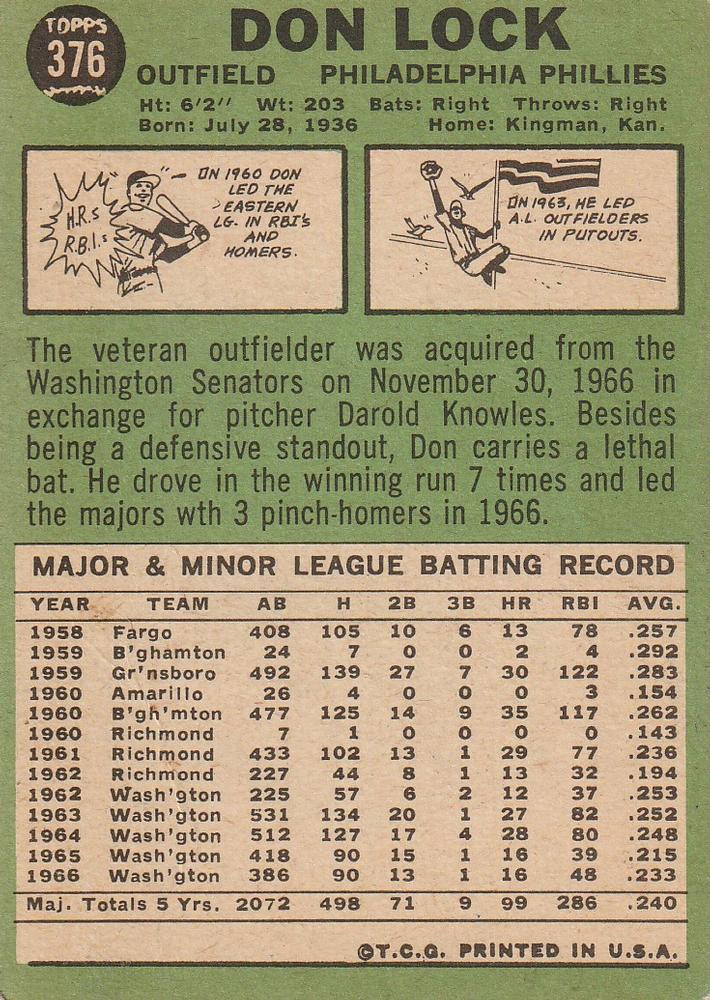 TOPPS
376
DON LOCK
OUTFIELD PHILADELPHIA PHILLIES
Ht: 6'2" Wt: 203 Bats: Right Throws: Right
Born: July 28, 1936 Home: Kingman, Kan.
H.R.s
R.B.I.s
IN 1960 DON
LED THE
EASTERN
LG. IN RBI's
AND
HOMERS.
IN 1963, HE LED
A.L. OUTFIELDERS
IN PUTOUTS.
The veteran outfielder was acquired from the
Washington Senators on November 30, 1966 in
exchange for pitcher Darold Knowles. Besides
being a defensive standout, Don carries a lethal
bat. He drove in the winning run 7 times and led
the majors wth 3 pinch-homers in 1966.
MAJOR & MINOR LEAGUE BATTING RECORD
YEAR TEAM AB H 2B 3B HR RBI AVG.
1958 Fargo 408 105 10 6 13 78 .257
1959 B'ghamton 24 7 0 0 2 4 .292
1959 Gr'nsboro 492 139 27 7 30 122 .283
1960 Amarillo 26 4 0 0 0 3 .154
1960 B'gh'mton 477 125 14 9 35 117 .262
1960 Richmond 7 1 0 0 0 0 .143
1961 Richmond 433 102 13 1 29 77 .236
1962 Richmond 227 44 8 1 13 32 .194
1962 Wash'gton 225 57 6 2 12 37 .253
1963 Wash'gton 531 134 20 1 27 82 .252
1964 Wash'gton 512 127 17 4 28 80 .248
1965 Wash'gton 418 90 15 1 16 39 .215
1966 Wash'gton 386 90 13 1 16 48 .233
Maj. Totals 5 Yrs. 2072 498 71 9 99 286 .240
©T.C.G. PRINTED IN U.S.A.